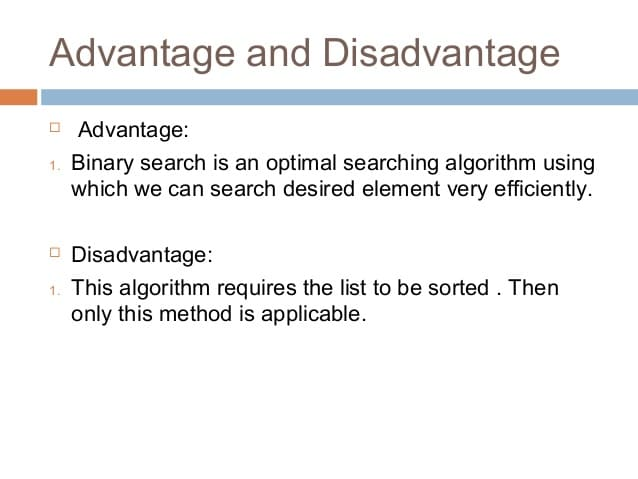 Advantage and Disadvantage
Advantage:
1. Binary search is an optimal searching algorithm using
which we can search desired element very efficiently.
Disadvantage:
1. This algorithm requires the list to be sorted . Then
only this method is applicable.